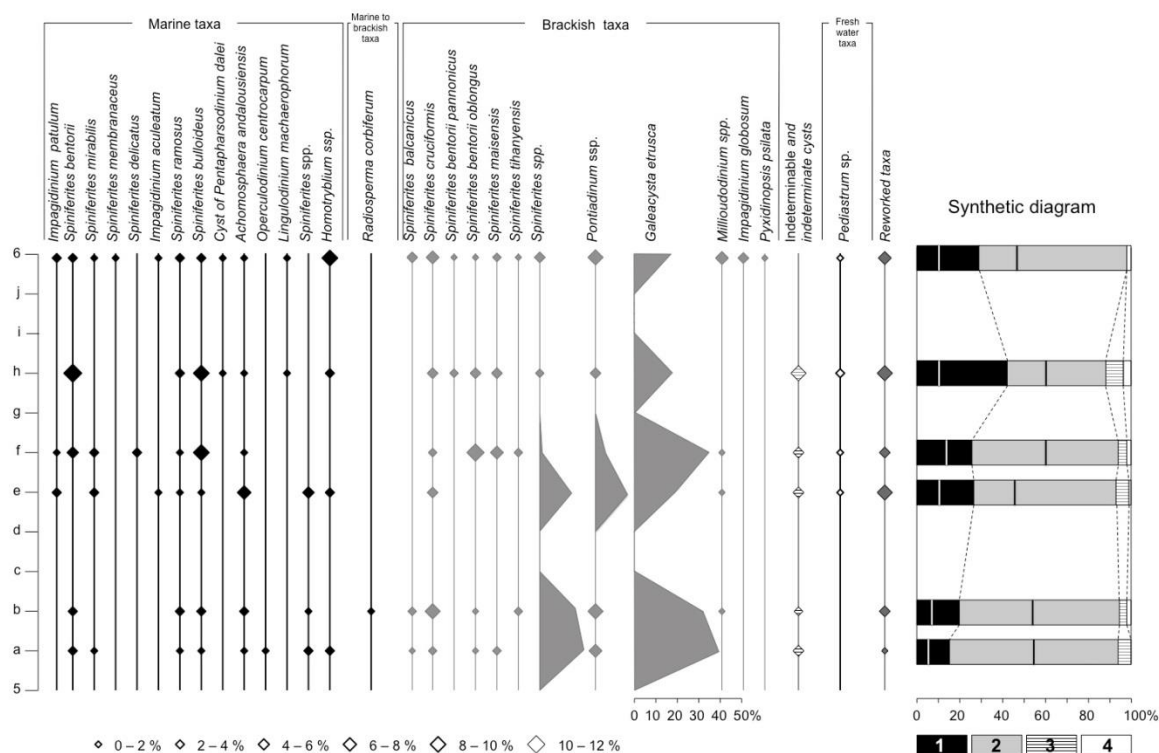 Marine taxa
Marine to
brackish
taxa
Brackish taxa
Fresh
water
taxa
Impagidinium patulum
Spiniferites bentorii
Spiniferites mirabilis
Spiniferites membranaceus
Spiniferites delicatus
Impagidinium aculeatum
Spiniferites ramosus
Spiniferites bulloideus
Cyst of Pentapharsodinium dalei
Achomosphaera andalousiensis
Operculodinium centrocarpum
Lingulodinium machaerophorum
Spiniferites spp.
Homotryblium ssp.
Radiosperma corbiferum
Spiniferites balcanicus
Spiniferites cruciformis
Spiniferites bentorii pannonicus
Spiniferites bentorii oblongus
Spiniferites maisensis
Spiniferites tihanyensis
Spiniferites spp.
Pontiadinum ssp.
Galeacysta etrusca
Millioudodinium spp.
Impagidinium globosum
Pyxidinopsis psilata
Indeterminable and
indeterminate cysts
Pediastrum sp.
Reworked taxa
Synthetic diagram
6
j
i
h
g
f
e
d
c
b
a
5
0 10 20 30 40 50%
0 20 40 60 80 100%
1 2 3 4
0 – 2 % 2 – 4% 4 – 6% 6 – 8% 8 – 10% 10 – 12%